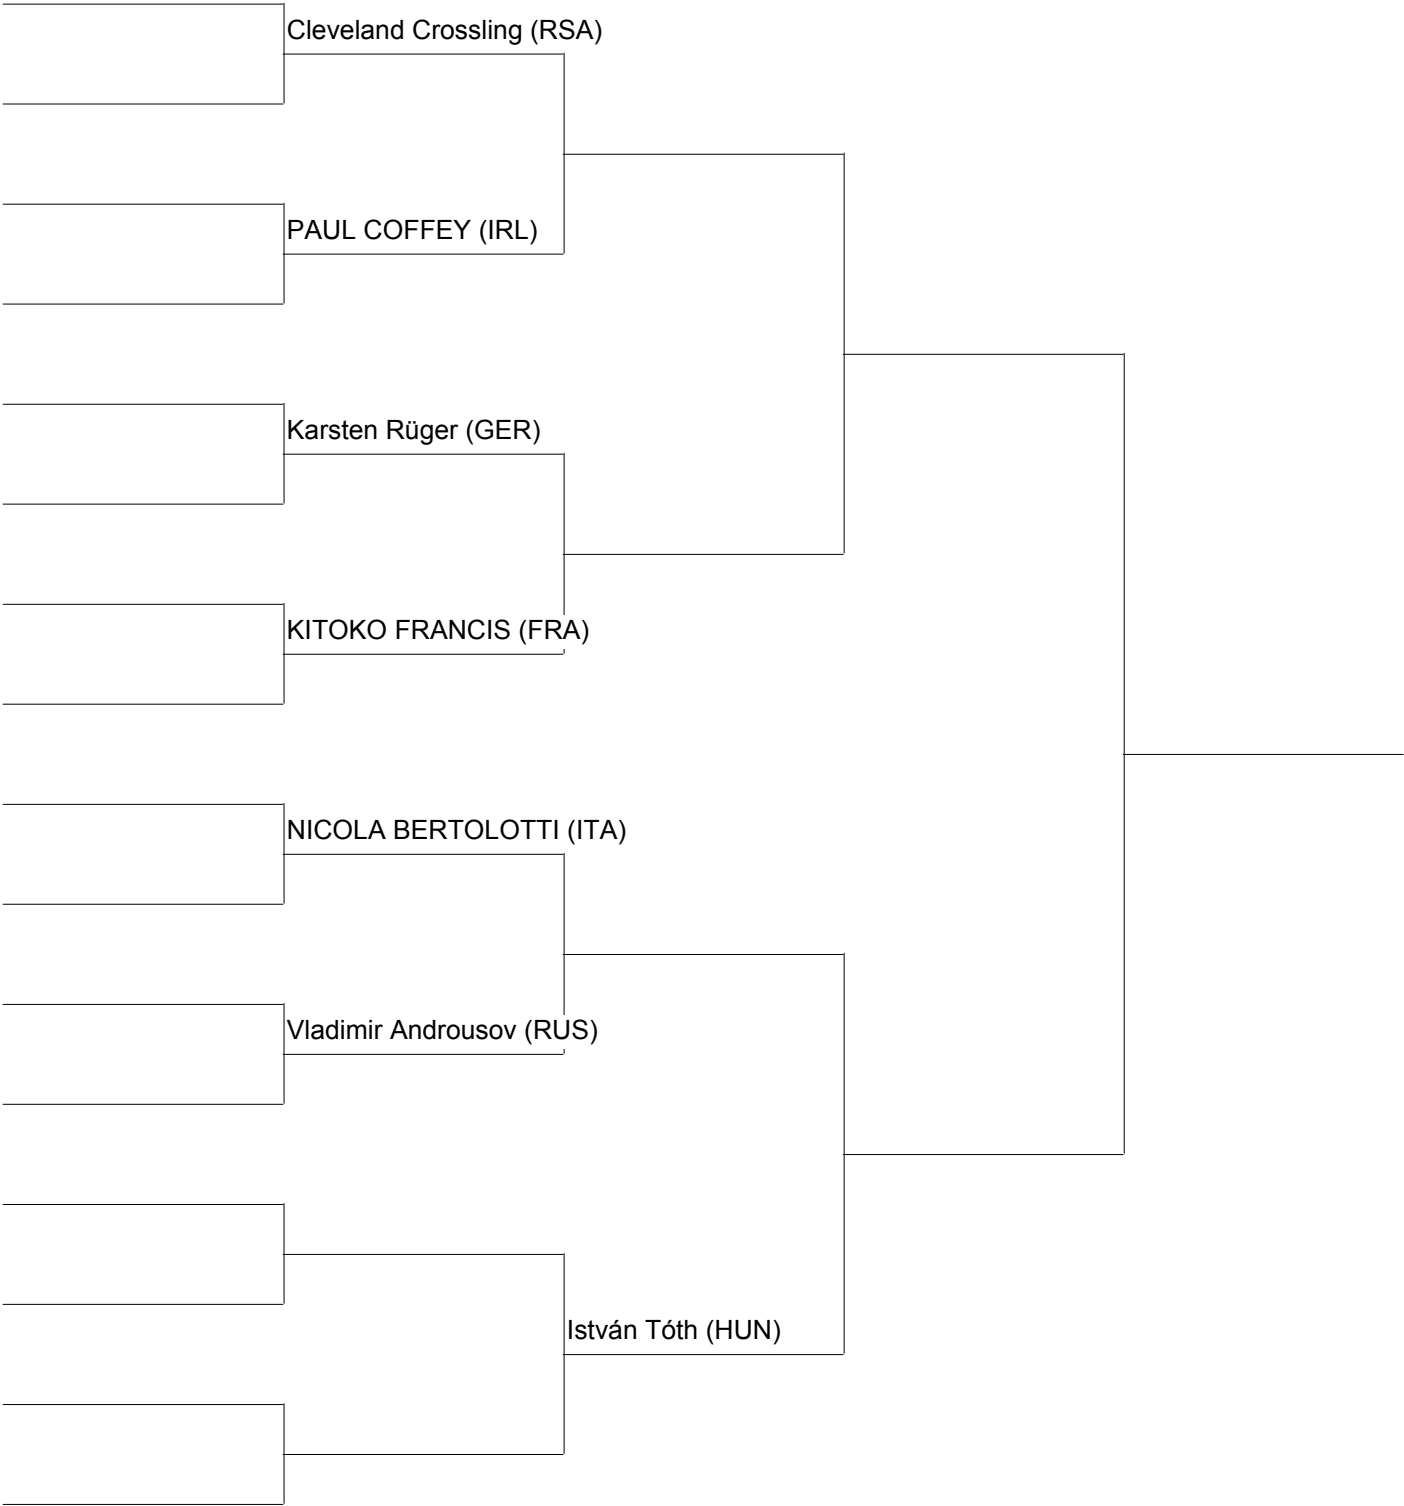 Cleveland Crossling (RSA)
PAUL COFFEY (IRL)
Karsten Rüger (GER)
KITOKO FRANCIS (FRA)
NICOLA BERTOLOTTI (ITA)
Vladimir Androusov (RUS)
István Tóth (HUN)